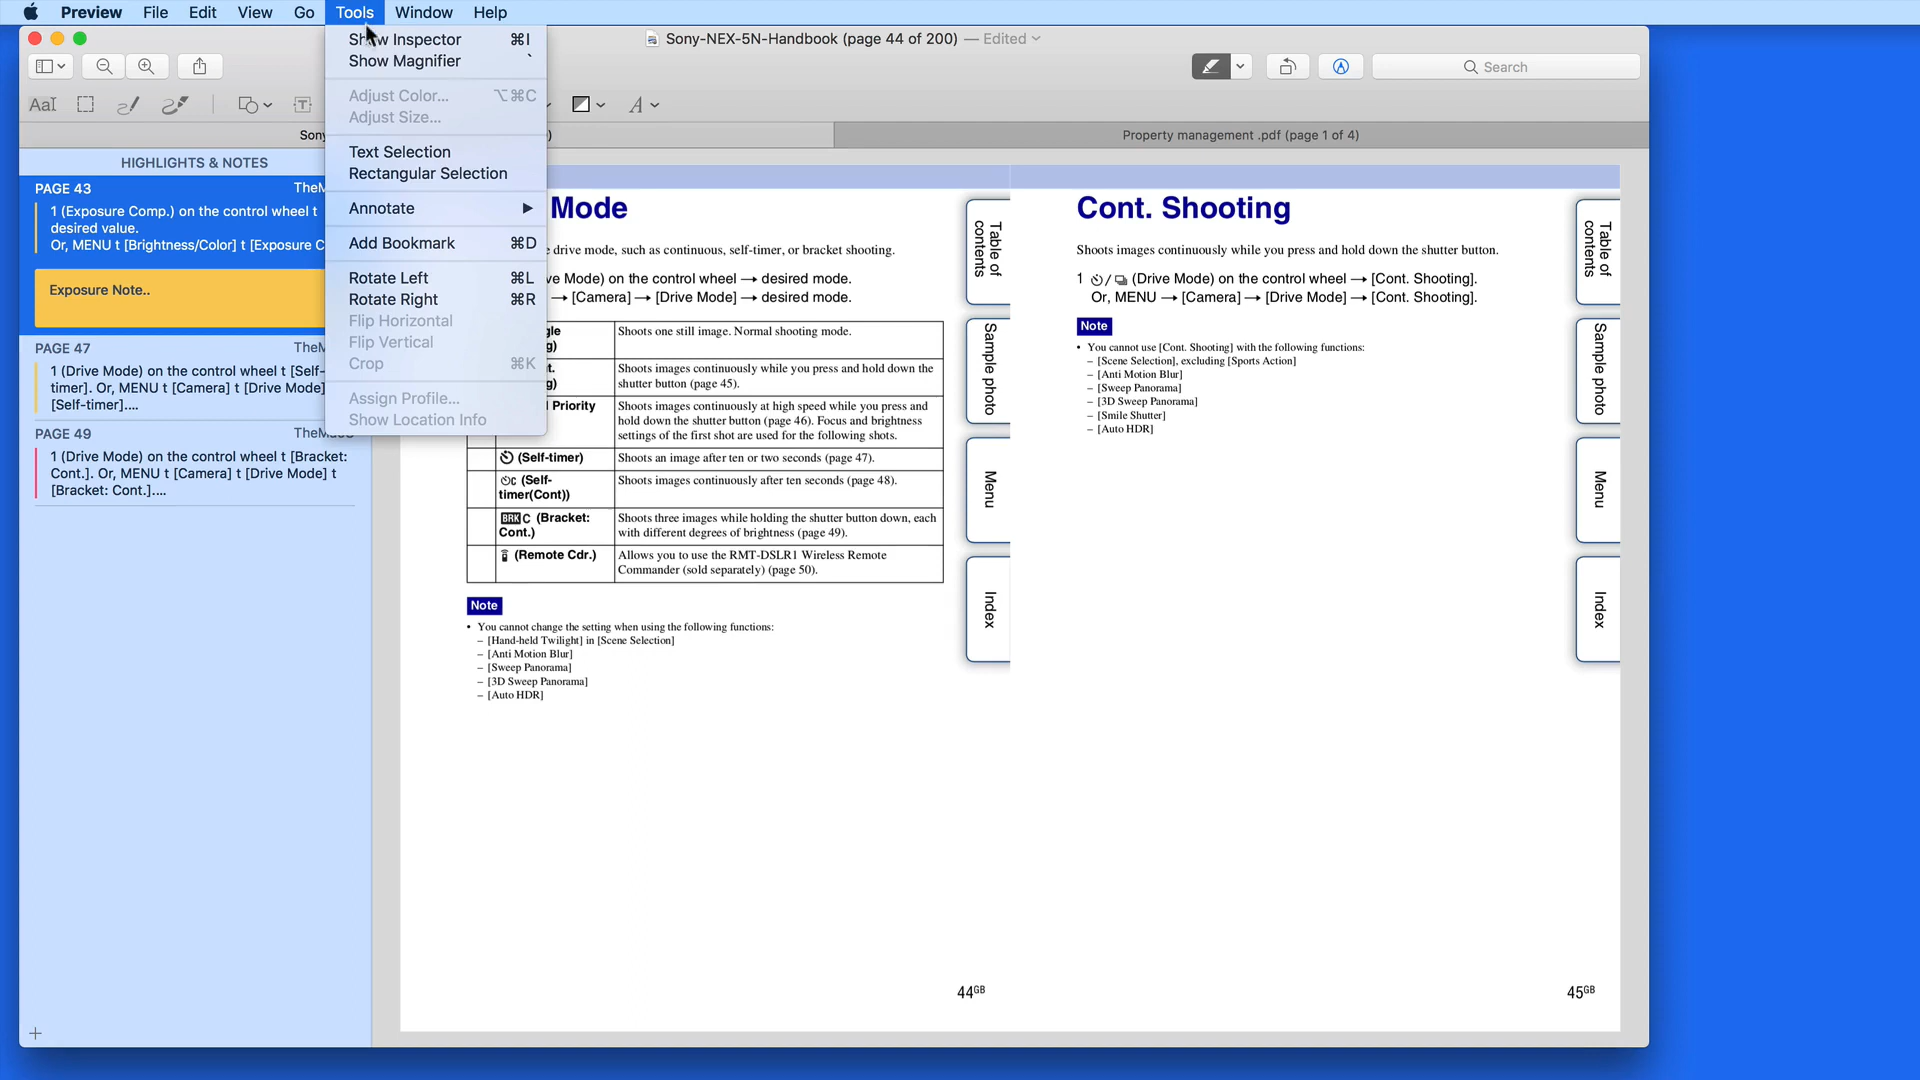 Preview File Edit View Go Tools Window Help
Sony-NEX-5N-Handbook (page 44 of 200) — Edited
Search
Show Inspector ⌘I
Show Magnifier `
Adjust Color... ⌥⌘C
Adjust Size...
Text Selection
Rectangular Selection
Annotate
Add Bookmark ⌘D
Rotate Left ⌘L
Rotate Right ⌘R
Flip Horizontal
Flip Vertical
Crop ⌘K
Assign Profile...
Show Location Info
Property management .pdf (page 1 of 4)
HIGHLIGHTS & NOTES
PAGE 43
1 (Exposure Comp.) on the control wheel t
desired value.
Or, MENU t [Brightness/Color] t [Exposure C
Exposure Note..
PAGE 47
1 (Drive Mode) on the control wheel t [Self-
timer]. Or, MENU t [Camera] t [Drive Mode]
[Self-timer]....
PAGE 49
1 (Drive Mode) on the control wheel t [Bracket:
Cont.]. Or, MENU t [Camera] t [Drive Mode] t
[Bracket: Cont.]....
Mode
drive mode, such as continuous, self-timer, or bracket shooting.
Mode) on the control wheel → desired mode.
→ [Camera] → [Drive Mode] → desired mode.
Shoots one still image. Normal shooting mode.
Shoots images continuously while you press and hold down the
shutter button (page 45).
Priority
Shoots images continuously at high speed while you press and
hold down the shutter button (page 46). Focus and brightness
settings of the first shot are used for the following shots.
(Self-timer) Shoots an image after ten or two seconds (page 47).
(Self-
timer(Cont))
Shoots images continuously after ten seconds (page 48).
BRK C (Bracket:
Cont.)
Shoots three images while holding the shutter button down, each
with different degrees of brightness (page 49).
(Remote Cdr.)
Allows you to use the RMT-DSLR1 Wireless Remote
Commander (sold separately) (page 50).
Note
• You cannot change the setting when using the following functions:
– [Hand-held Twilight] in [Scene Selection]
– [Anti Motion Blur]
– [Sweep Panorama]
– [3D Sweep Panorama]
– [Auto HDR]
Table of
contents
Sample photo
Menu
Index
44GB
Cont. Shooting
Shoots images continuously while you press and hold down the shutter button.
1 / (Drive Mode) on the control wheel → [Cont. Shooting].
Or, MENU → [Camera] → [Drive Mode] → [Cont. Shooting].
Note
• You cannot use [Cont. Shooting] with the following functions:
– [Scene Selection], excluding [Sports Action]
– [Anti Motion Blur]
– [Sweep Panorama]
– [3D Sweep Panorama]
– [Smile Shutter]
– [Auto HDR]
Table of
contents
Sample photo
Menu
Index
45GB